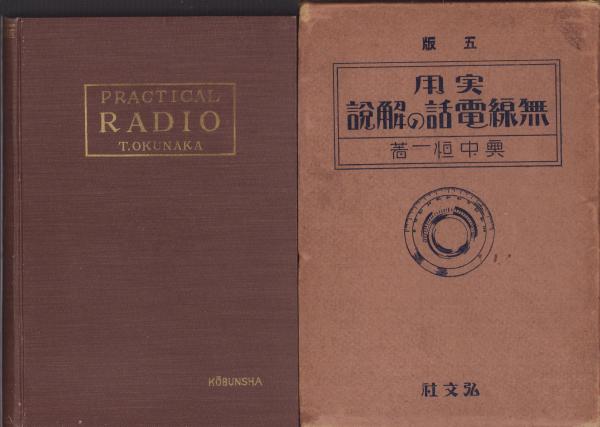 PRACTICAL
RADIO
T.OKUNAKA
KŌBUNSHA
五版
実用
無線電話の解說
奥中恒一著
弘文社